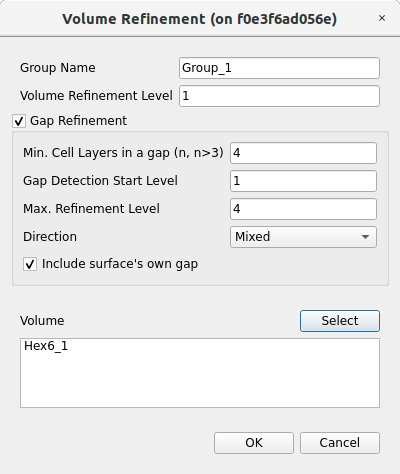 Volume Refinement (on f0e3f6ad056e) ×
Group Name Group_1
Volume Refinement Level 1
Gap Refinement
Min. Cell Layers in a gap (n, n>3) 4
Gap Detection Start Level 1
Max. Refinement Level 4
Direction Mixed
Include surface's own gap
Volume Select
Hex6_1
OK Cancel